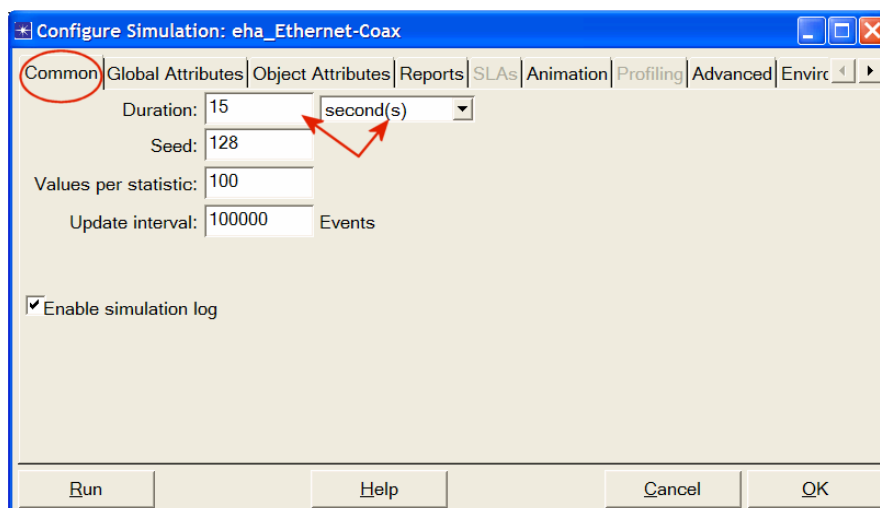 Configure Simulation: eha_Ethernet-Coax
Common Global Attributes Object Attributes Reports SLAs Animation Profiling Advanced Enviro
Duration: 15 second(s)
Seed: 128
Values per statistic: 100
Update interval: 100000 Events
Enable simulation log
Run Help Cancel OK